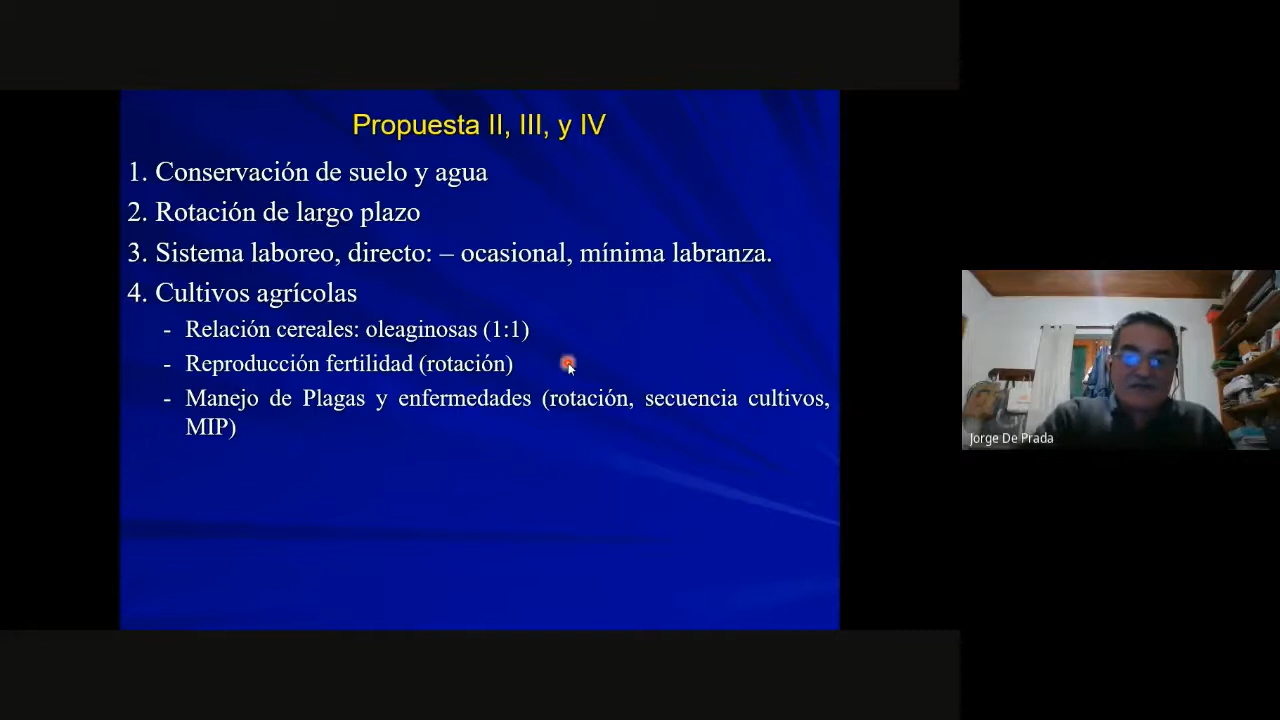 Propuesta II, III, y IV
1. Conservación de suelo y agua
2. Rotación de largo plazo
3. Sistema laboreo, directo: – ocasional, mínima labranza.
4. Cultivos agrícolas
- Relación cereales: oleaginosas (1:1)
- Reproducción fertilidad (rotación)
- Manejo de Plagas y enfermedades (rotación, secuencia cultivos,
MIP)
Jorge De Prada